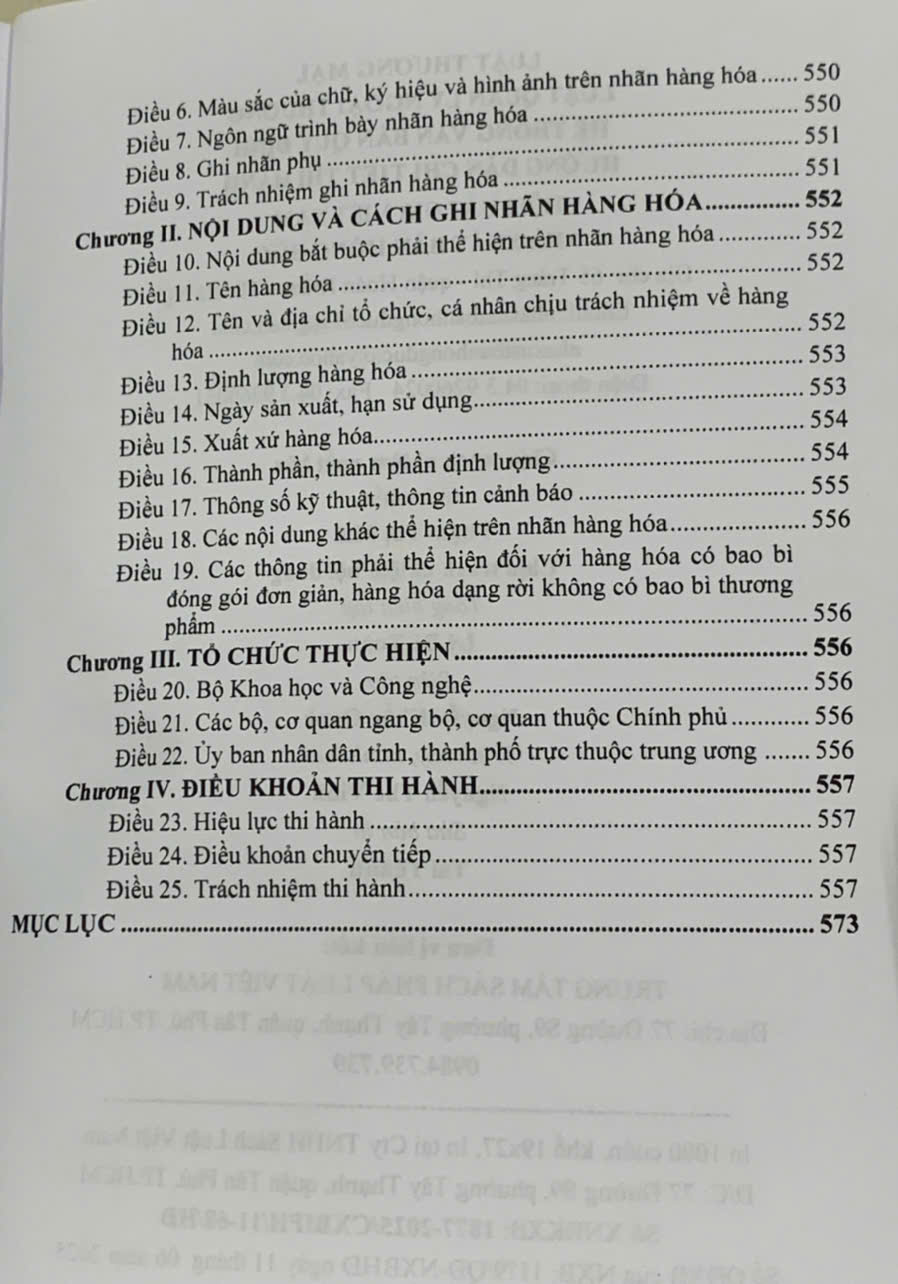 Điều 6. Màu sắc của chữ, ký hiệu và hình ảnh trên nhãn hàng hóa ...... 550
Điều 7. Ngôn ngữ trình bày nhãn hàng hóa ...... 550
Điều 8. Ghi nhãn phụ ...... 551
Điều 9. Trách nhiệm ghi nhãn hàng hóa ...... 551
Chương II. NỘI DUNG VÀ CÁCH GHI NHÃN HÀNG HÓA ...... 552
Điều 10. Nội dung bắt buộc phải thể hiện trên nhãn hàng hóa ...... 552
Điều 11. Tên hàng hóa ...... 552
Điều 12. Tên và địa chỉ tổ chức, cá nhân chịu trách nhiệm về hàng
hóa ...... 552
Điều 13. Định lượng hàng hóa ...... 553
Điều 14. Ngày sản xuất, hạn sử dụng ...... 553
Điều 15. Xuất xứ hàng hóa ...... 554
Điều 16. Thành phần, thành phần định lượng ...... 554
Điều 17. Thông số kỹ thuật, thông tin cảnh báo ...... 555
Điều 18. Các nội dung khác thể hiện trên nhãn hàng hóa ...... 556
Điều 19. Các thông tin phải thể hiện đối với hàng hóa có bao bì
đóng gói đơn giản, hàng hóa dạng rời không có bao bì thương
phẩm ...... 556
Chương III. TỔ CHỨC THỰC HIỆN ...... 556
Điều 20. Bộ Khoa học và Công nghệ ...... 556
Điều 21. Các bộ, cơ quan ngang bộ, cơ quan thuộc Chính phủ ...... 556
Điều 22. Ủy ban nhân dân tỉnh, thành phố trực thuộc trung ương ...... 556
Chương IV. ĐIỀU KHOẢN THI HÀNH ...... 557
Điều 23. Hiệu lực thi hành ...... 557
Điều 24. Điều khoản chuyển tiếp ...... 557
Điều 25. Trách nhiệm thi hành ...... 557
MỤC LỤC ...... 573